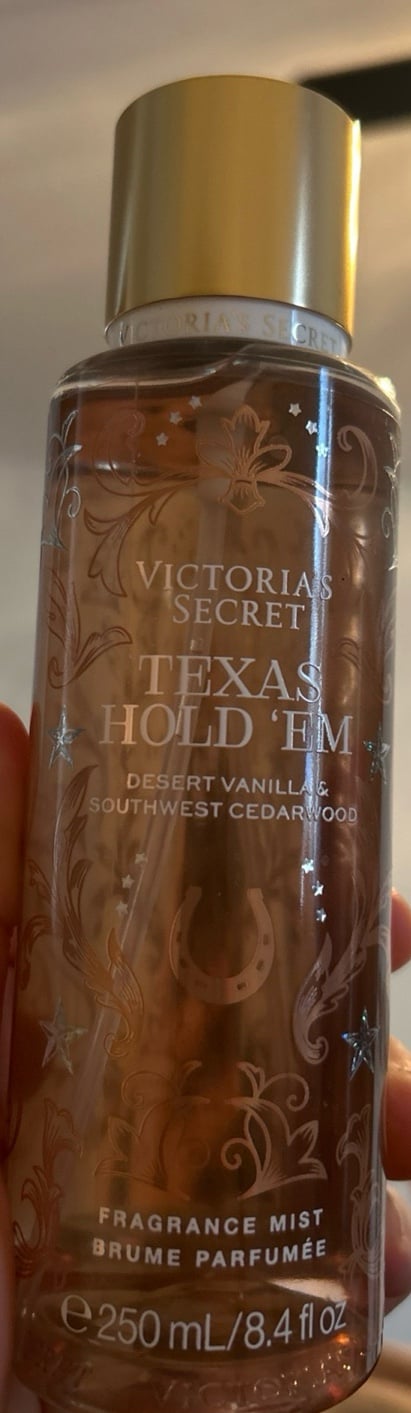 VICTORIA'S SECRET
VICTORIA'S
SECRET
TEXAS
HOLD 'EM
DESERT VANILLA &
SOUTHWEST CEDARWOOD
FRAGRANCE MIST
BRUME PARFUMÉE
℮250 mL/8.4 fl oz